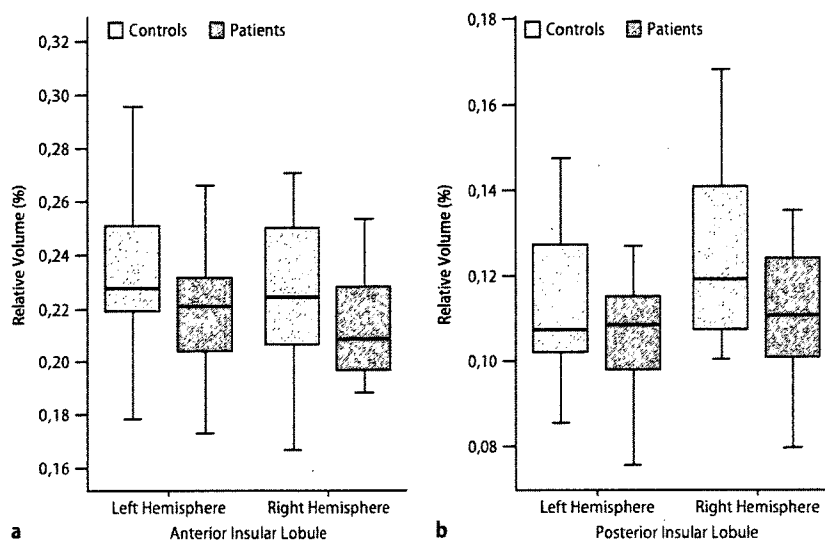 Controls Patients
Relative Volume (%)
0,32
0,30
0,28
0,26
0,24
0,22
0,20
0,18
0,16
Left Hemisphere Right Hemisphere
a Anterior Insular Lobule
Controls Patients
Relative Volume (%)
0,18
0,16
0,14
0,12
0,10
0,08
Left Hemisphere Right Hemisphere
b Posterior Insular Lobule